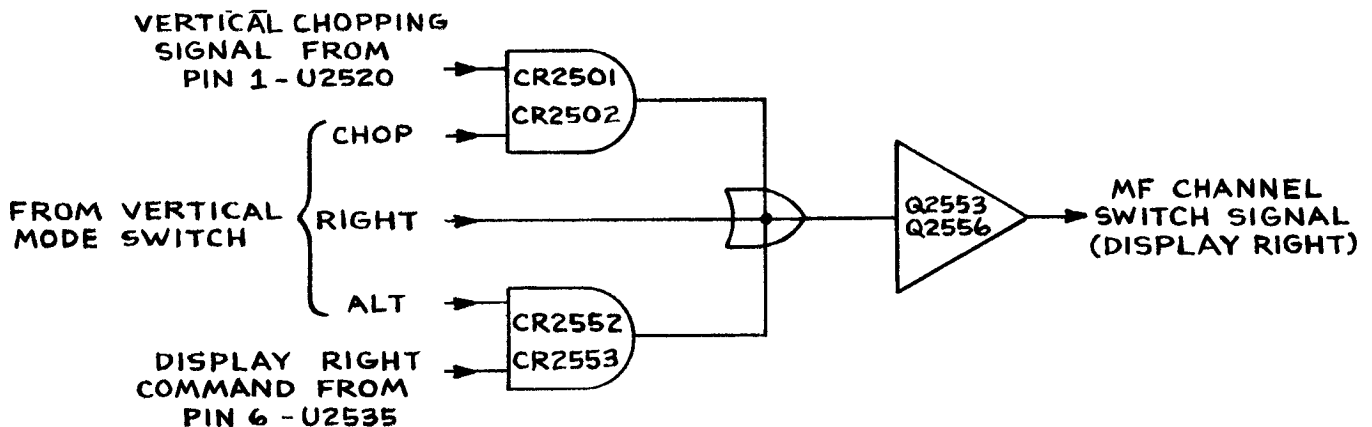 VERTICAL CHOPPING
SIGNAL FROM
PIN 1 - U2520
CR2501
CR2502
FROM VERTICAL
MODE SWITCH
CHOP
RIGHT
ALT
CR2552
CR2553
DISPLAY RIGHT
COMMAND FROM
PIN 6 - U2535
Q2553
Q2556
MF CHANNEL
SWITCH SIGNAL
(DISPLAY RIGHT)